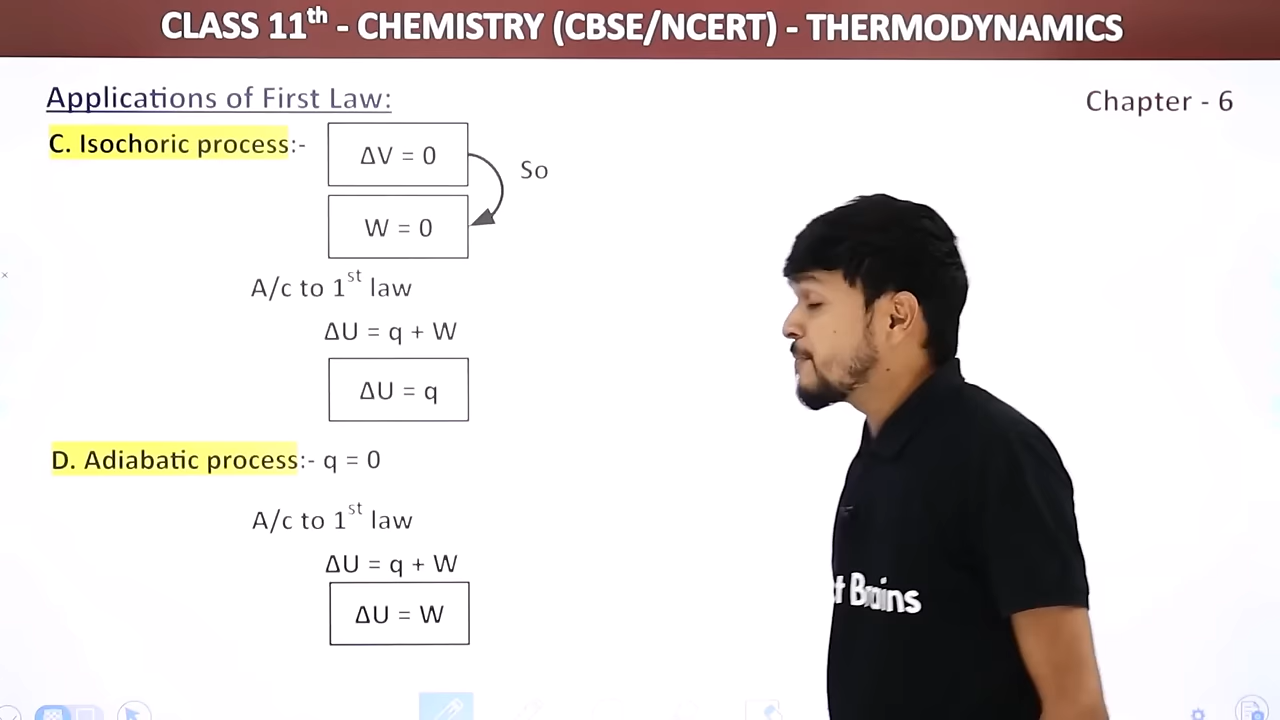 CLASS 11th - CHEMISTRY (CBSE/NCERT) - THERMODYNAMICS
Applications of First Law:
Chapter - 6
C. Isochoric process:-
ΔV = 0
So
W = 0
A/c to 1st law
ΔU = q + W
ΔU = q
D. Adiabatic process:- q = 0
A/c to 1st law
ΔU = q + W
ΔU = W
Brains